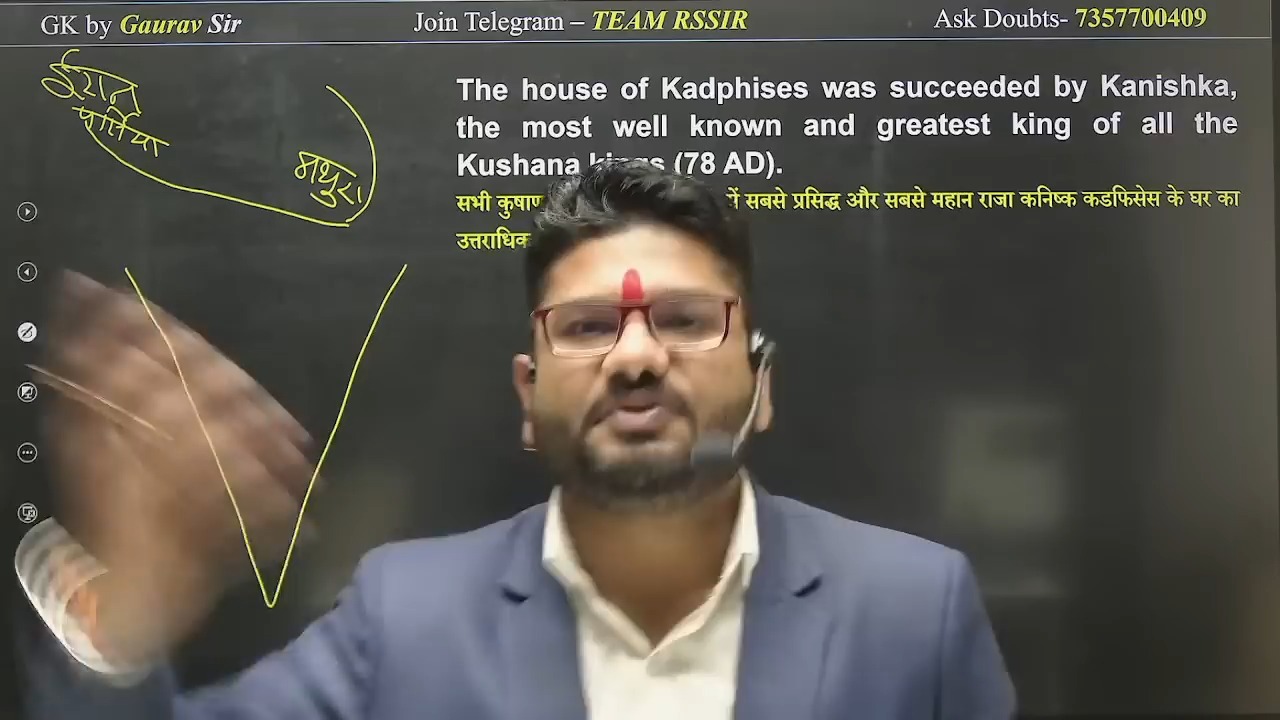 GK by Gaurav Sir
Join Telegram – TEAM RSSIR
Ask Doubts- 7357700409
The house of Kadphises was succeeded by Kanishka,
the most well known and greatest king of all the
Kushana kings (78 AD).
सभी कुषाण में सबसे प्रसिद्ध और सबसे महान राजा कनिष्क कडफिसेस के घर का
ईरान
मथुरा